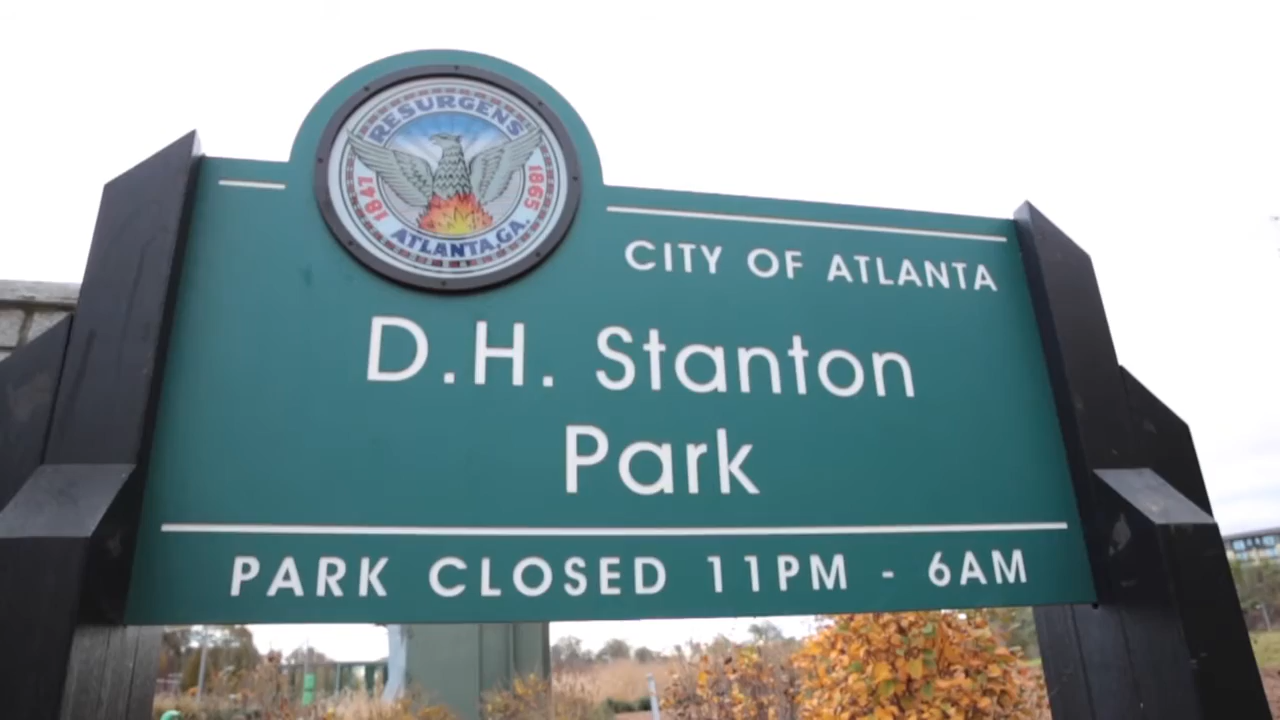 RESURGENS
1847 1865
ATLANTA, GA.
CITY OF ATLANTA
D.H. Stanton
Park
PARK CLOSED 11PM - 6AM